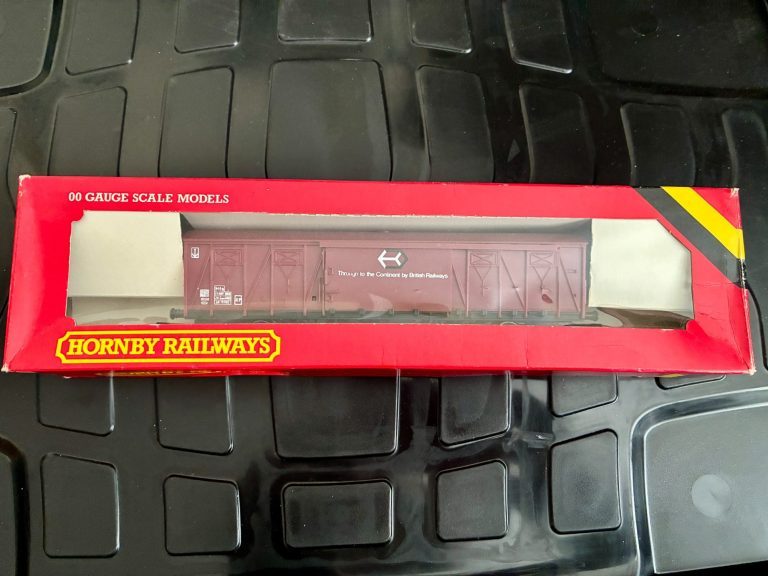 00 GAUGE SCALE MODELS
Through to the Continent by British Railways
HORNBY RAILWAYS